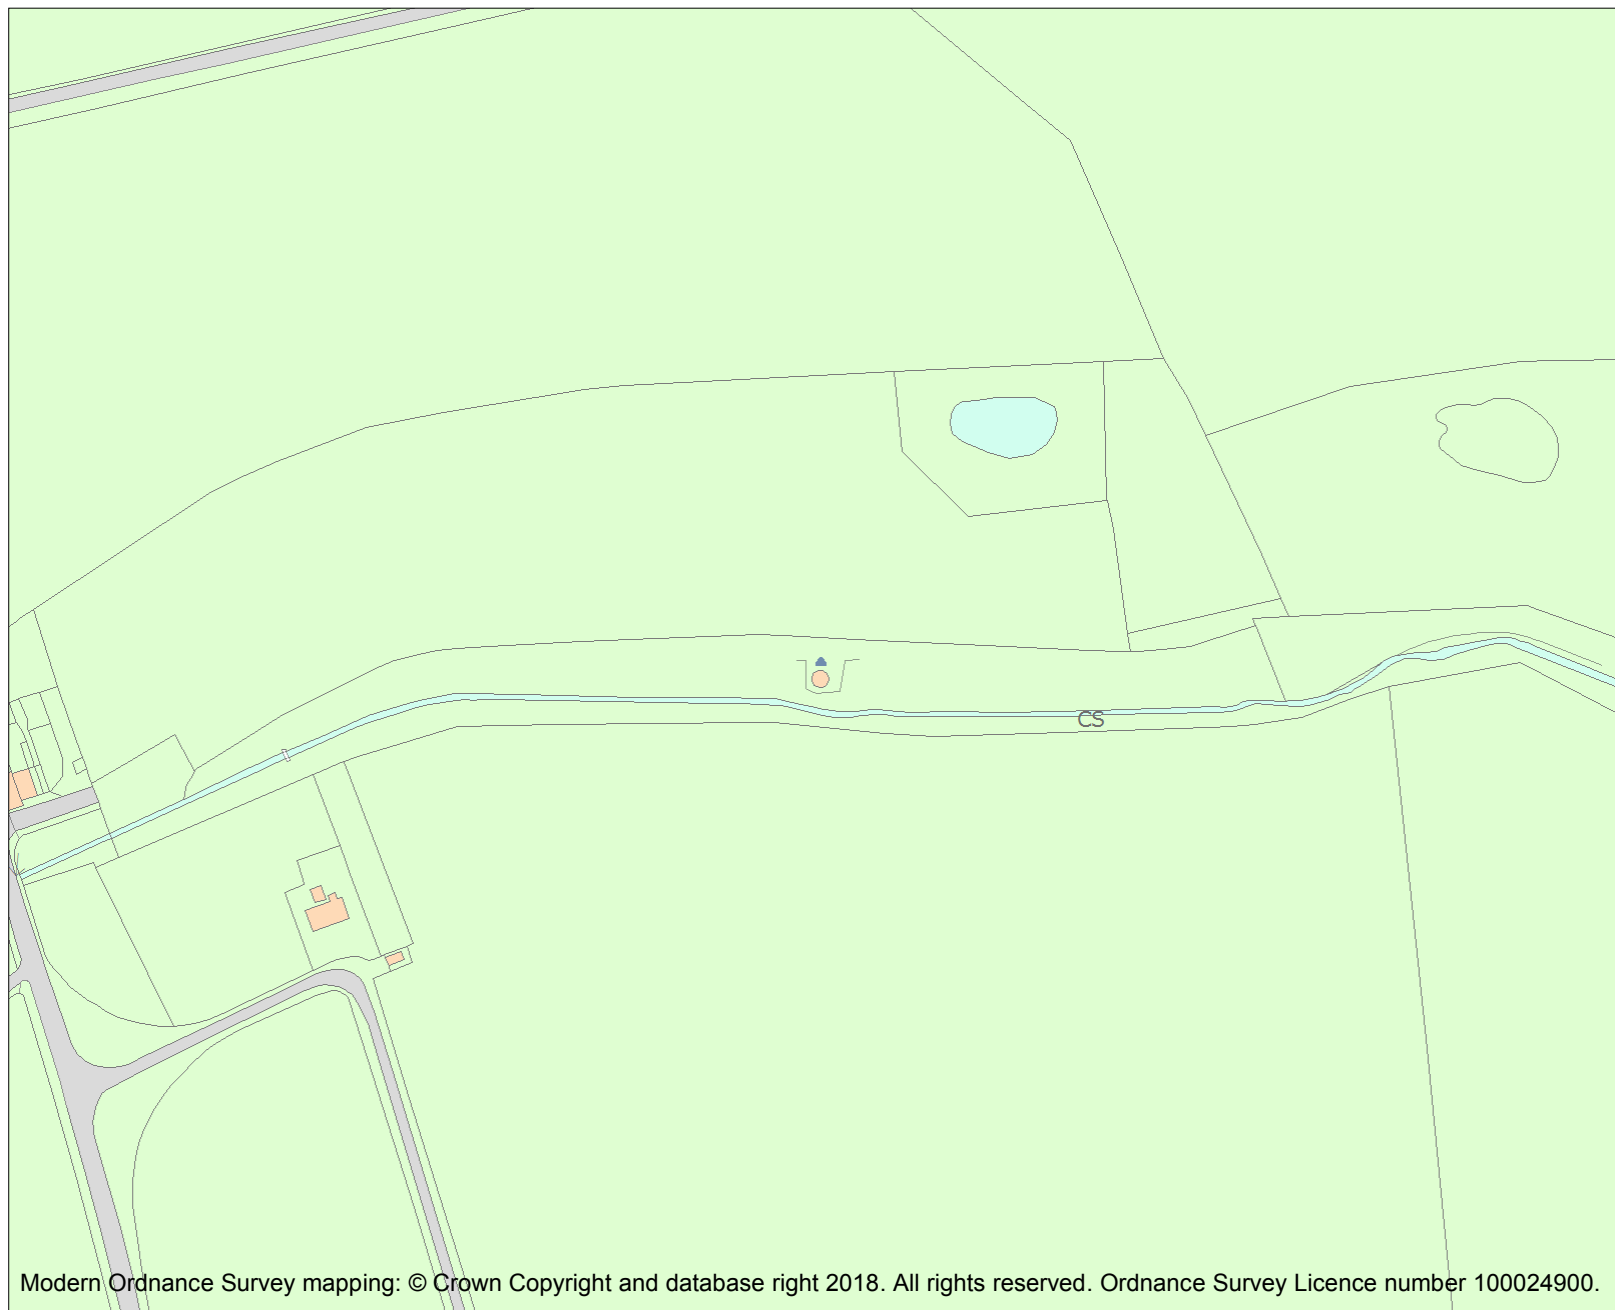 CS
Modern Ordnance Survey mapping: © Crown Copyright and database right 2018. All rights reserved. Ordnance Survey Licence number 100024900.